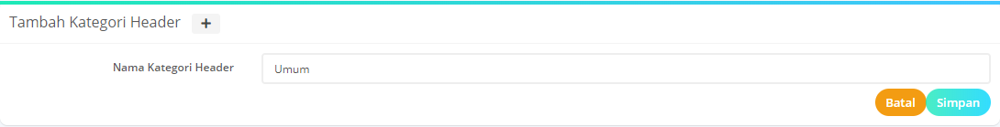 Tambah Kategori Header +
Nama Kategori Header Umum
Batal Simpan